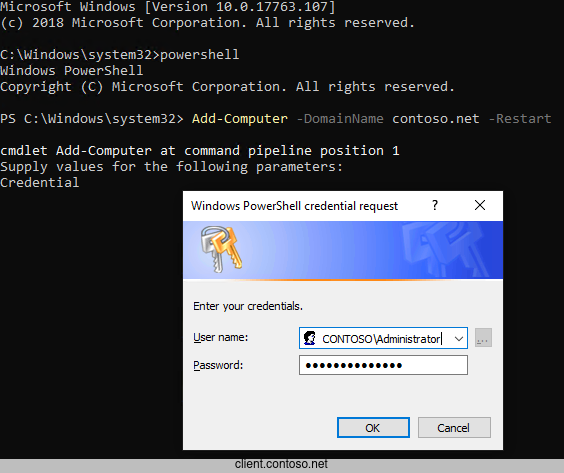 Microsoft Windows [Version 10.0.17763.107]
(c) 2018 Microsoft Corporation. All rights reserved.
C:\Windows\system32>powershell
Windows PowerShell
Copyright (C) Microsoft Corporation. All rights reserved.
PS C:\Windows\system32> Add-Computer -DomainName contoso.net -Restart
cmdlet Add-Computer at command pipeline position 1
Supply values for the following parameters:
Credential
Windows PowerShell credential request
?
Enter your credentials.
User name:
CONTOSO\Administrator
...
Password:
●●●●●●●●●●●●●●
OK
Cancel
client.contoso.net